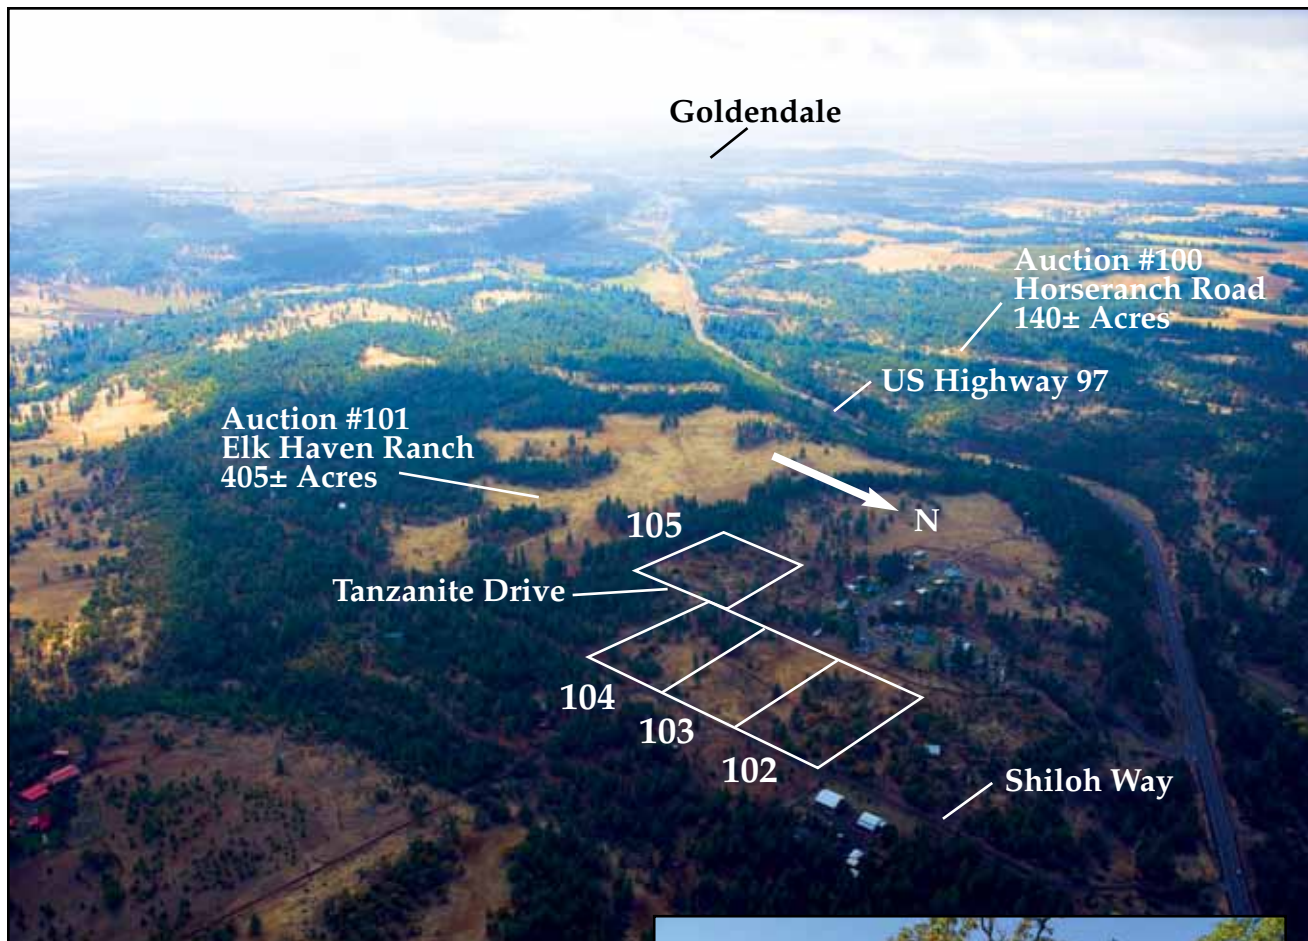 Goldendale
Auction #100
Horseranch Road
140± Acres
US Highway 97
Auction #101
Elk Haven Ranch
405± Acres
N
105
Tanzanite Drive
104
103
102
Shiloh Way